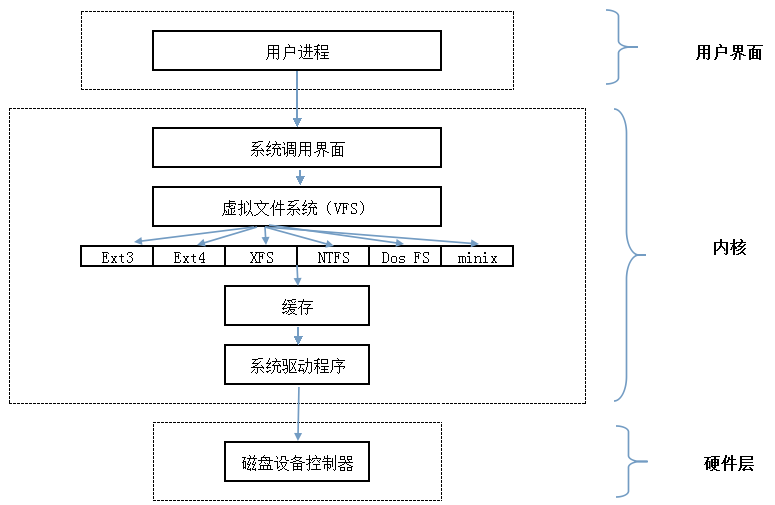 用户进程
用户界面
系统调用界面
虚拟文件系统（VFS）
Ext3 Ext4 XFS NTFS Dos FS minix
内核
缓存
系统驱动程序
磁盘设备控制器
硬件层